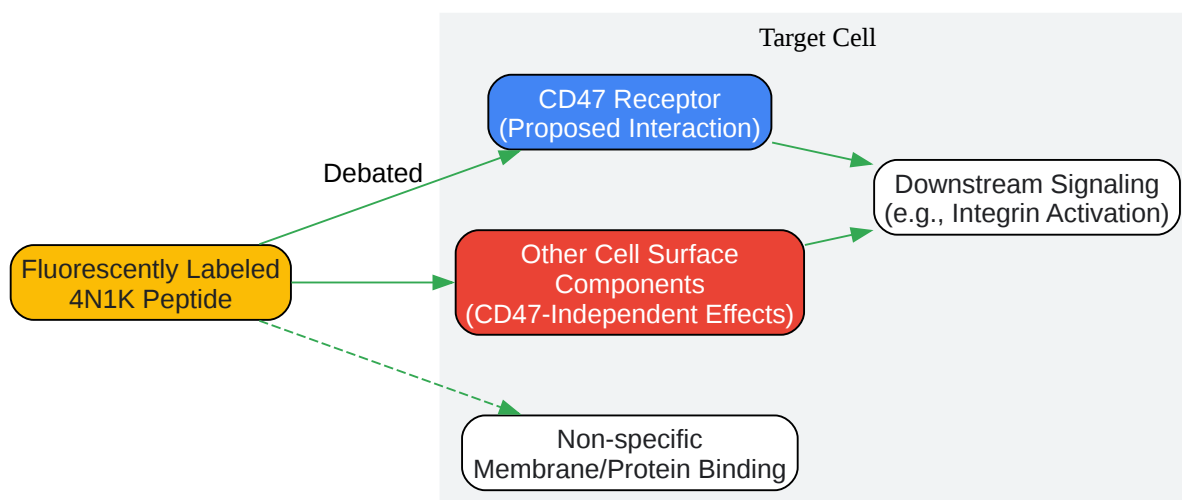 Target Cell
CD47 Receptor
(Proposed Interaction)
Debated
Downstream Signaling
(e.g., Integrin Activation)
Fluorescently Labeled
4N1K Peptide
Other Cell Surface
Components
(CD47-Independent Effects)
Non-specific
Membrane/Protein Binding